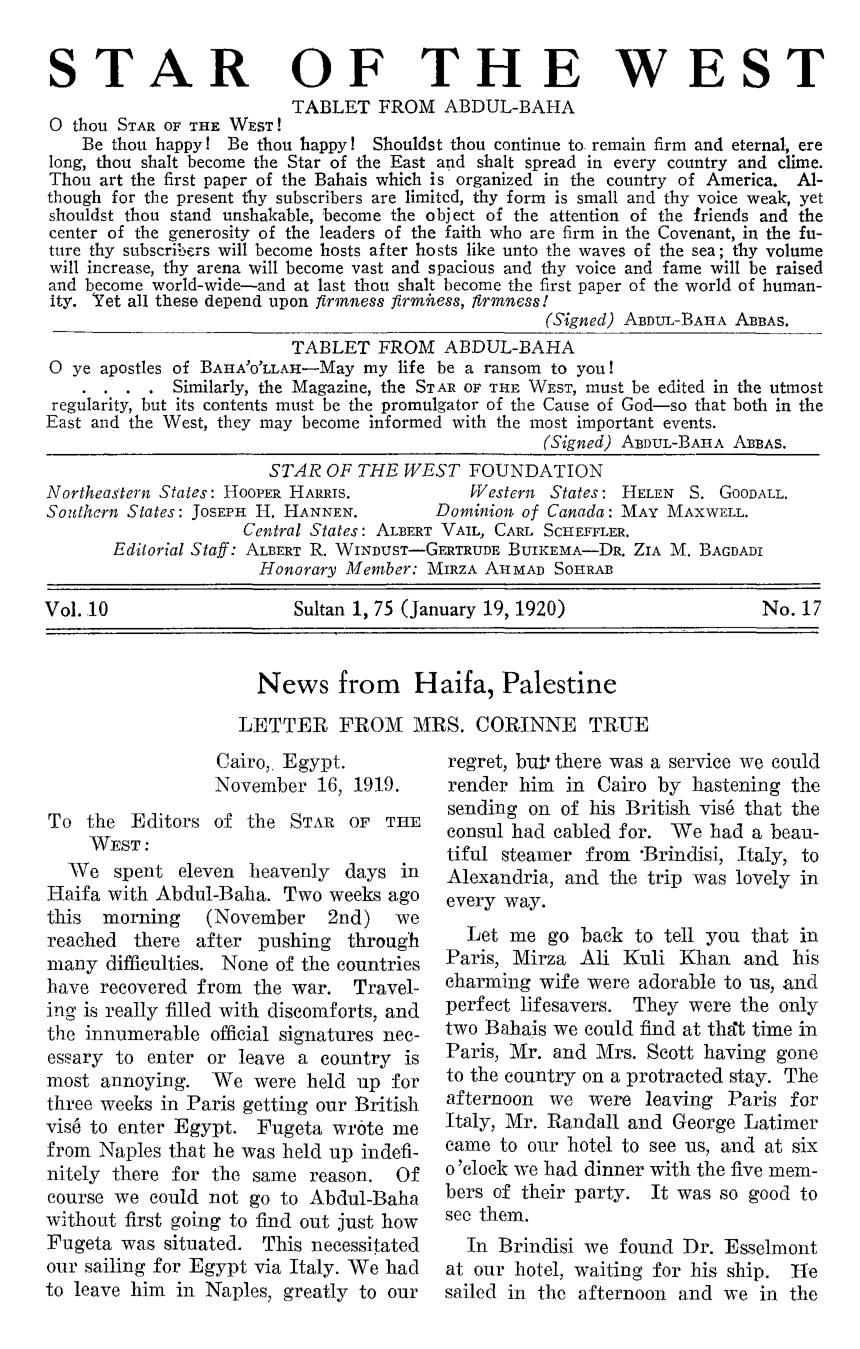 STAR OF THE WEST
TABLET FROM ABDUL-BAHA
O thou STAR OF THE WEST!
Be thou happy! Be thou happy! Shouldst thou continue to remain firm and eternal, ere
long, thou shalt become the Star of the East and shalt spread in every country and clime.
Thou art the first paper of the Bahais which is organized in the country of America. Al-
though for the present thy subscribers are limited, thy form is small and thy voice weak, yet
shouldst thou stand unshakable, become the object of the attention of the friends and the
center of the generosity of the leaders of the faith who are firm in the Covenant, in the fu-
ture thy subscribers will become hosts after hosts like unto the waves of the sea; thy volume
will increase, thy arena will become vast and spacious and thy voice and fame will be raised
and become world-wide—and at last thou shalt become the first paper of the world of human-
ity. Yet all these depend upon firmness firmness, firmness!
(Signed) ABDUL-BAHA ABBAS.
TABLET FROM ABDUL-BAHA
O ye apostles of BAHA'O'LLAH—May my life be a ransom to you!
. . . . Similarly, the Magazine, the STAR OF THE WEST, must be edited in the utmost
regularity, but its contents must be the promulgator of the Cause of God—so that both in the
East and the West, they may become informed with the most important events.
(Signed) ABDUL-BAHA ABBAS.
STAR OF THE WEST FOUNDATION
Northeastern States: HOOPER HARRIS. Western States: HELEN S. GOODALL.
Southern States: JOSEPH H. HANNEN. Dominion of Canada: MAY MAXWELL.
Central States: ALBERT VAIL, CARL SCHEFFLER.
Editorial Staff: ALBERT R. WINDUST—GERTRUDE BUIKEMA—DR. ZIA M. BAGDADI
Honorary Member: MIRZA AHMAD SOHRAB
Vol. 10 Sultan 1, 75 (January 19, 1920) No. 17
News from Haifa, Palestine
LETTER FROM MRS. CORINNE TRUE
Cairo, Egypt.
November 16, 1919.
To the Editors of the STAR OF THE
WEST:
We spent eleven heavenly days in
Haifa with Abdul-Baha. Two weeks ago
this morning (November 2nd) we
reached there after pushing through
many difficulties. None of the countries
have recovered from the war. Travel-
ing is really filled with discomforts, and
the innumerable official signatures nec-
essary to enter or leave a country is
most annoying. We were held up for
three weeks in Paris getting our British
visé to enter Egypt. Fugeta wrote me
from Naples that he was held up indefi-
nitely there for the same reason. Of
course we could not go to Abdul-Baha
without first going to find out just how
Fugeta was situated. This necessitated
our sailing for Egypt via Italy. We had
to leave him in Naples, greatly to our
regret, but there was a service we could
render him in Cairo by hastening the
sending on of his British visé that the
consul had cabled for. We had a beau-
tiful steamer from Brindisi, Italy, to
Alexandria, and the trip was lovely in
every way.
Let me go back to tell you that in
Paris, Mirza Ali Kuli Khan and his
charming wife were adorable to us, and
perfect lifesavers. They were the only
two Bahais we could find at that time in
Paris, Mr. and Mrs. Scott having gone
to the country on a protracted stay. The
afternoon we were leaving Paris for
Italy, Mr. Randall and George Latimer
came to our hotel to see us, and at six
o'clock we had dinner with the five mem-
bers of their party. It was so good to
see them.
In Brindisi we found Dr. Esselmont
at our hotel, waiting for his ship. He
sailed in the afternoon and we in the